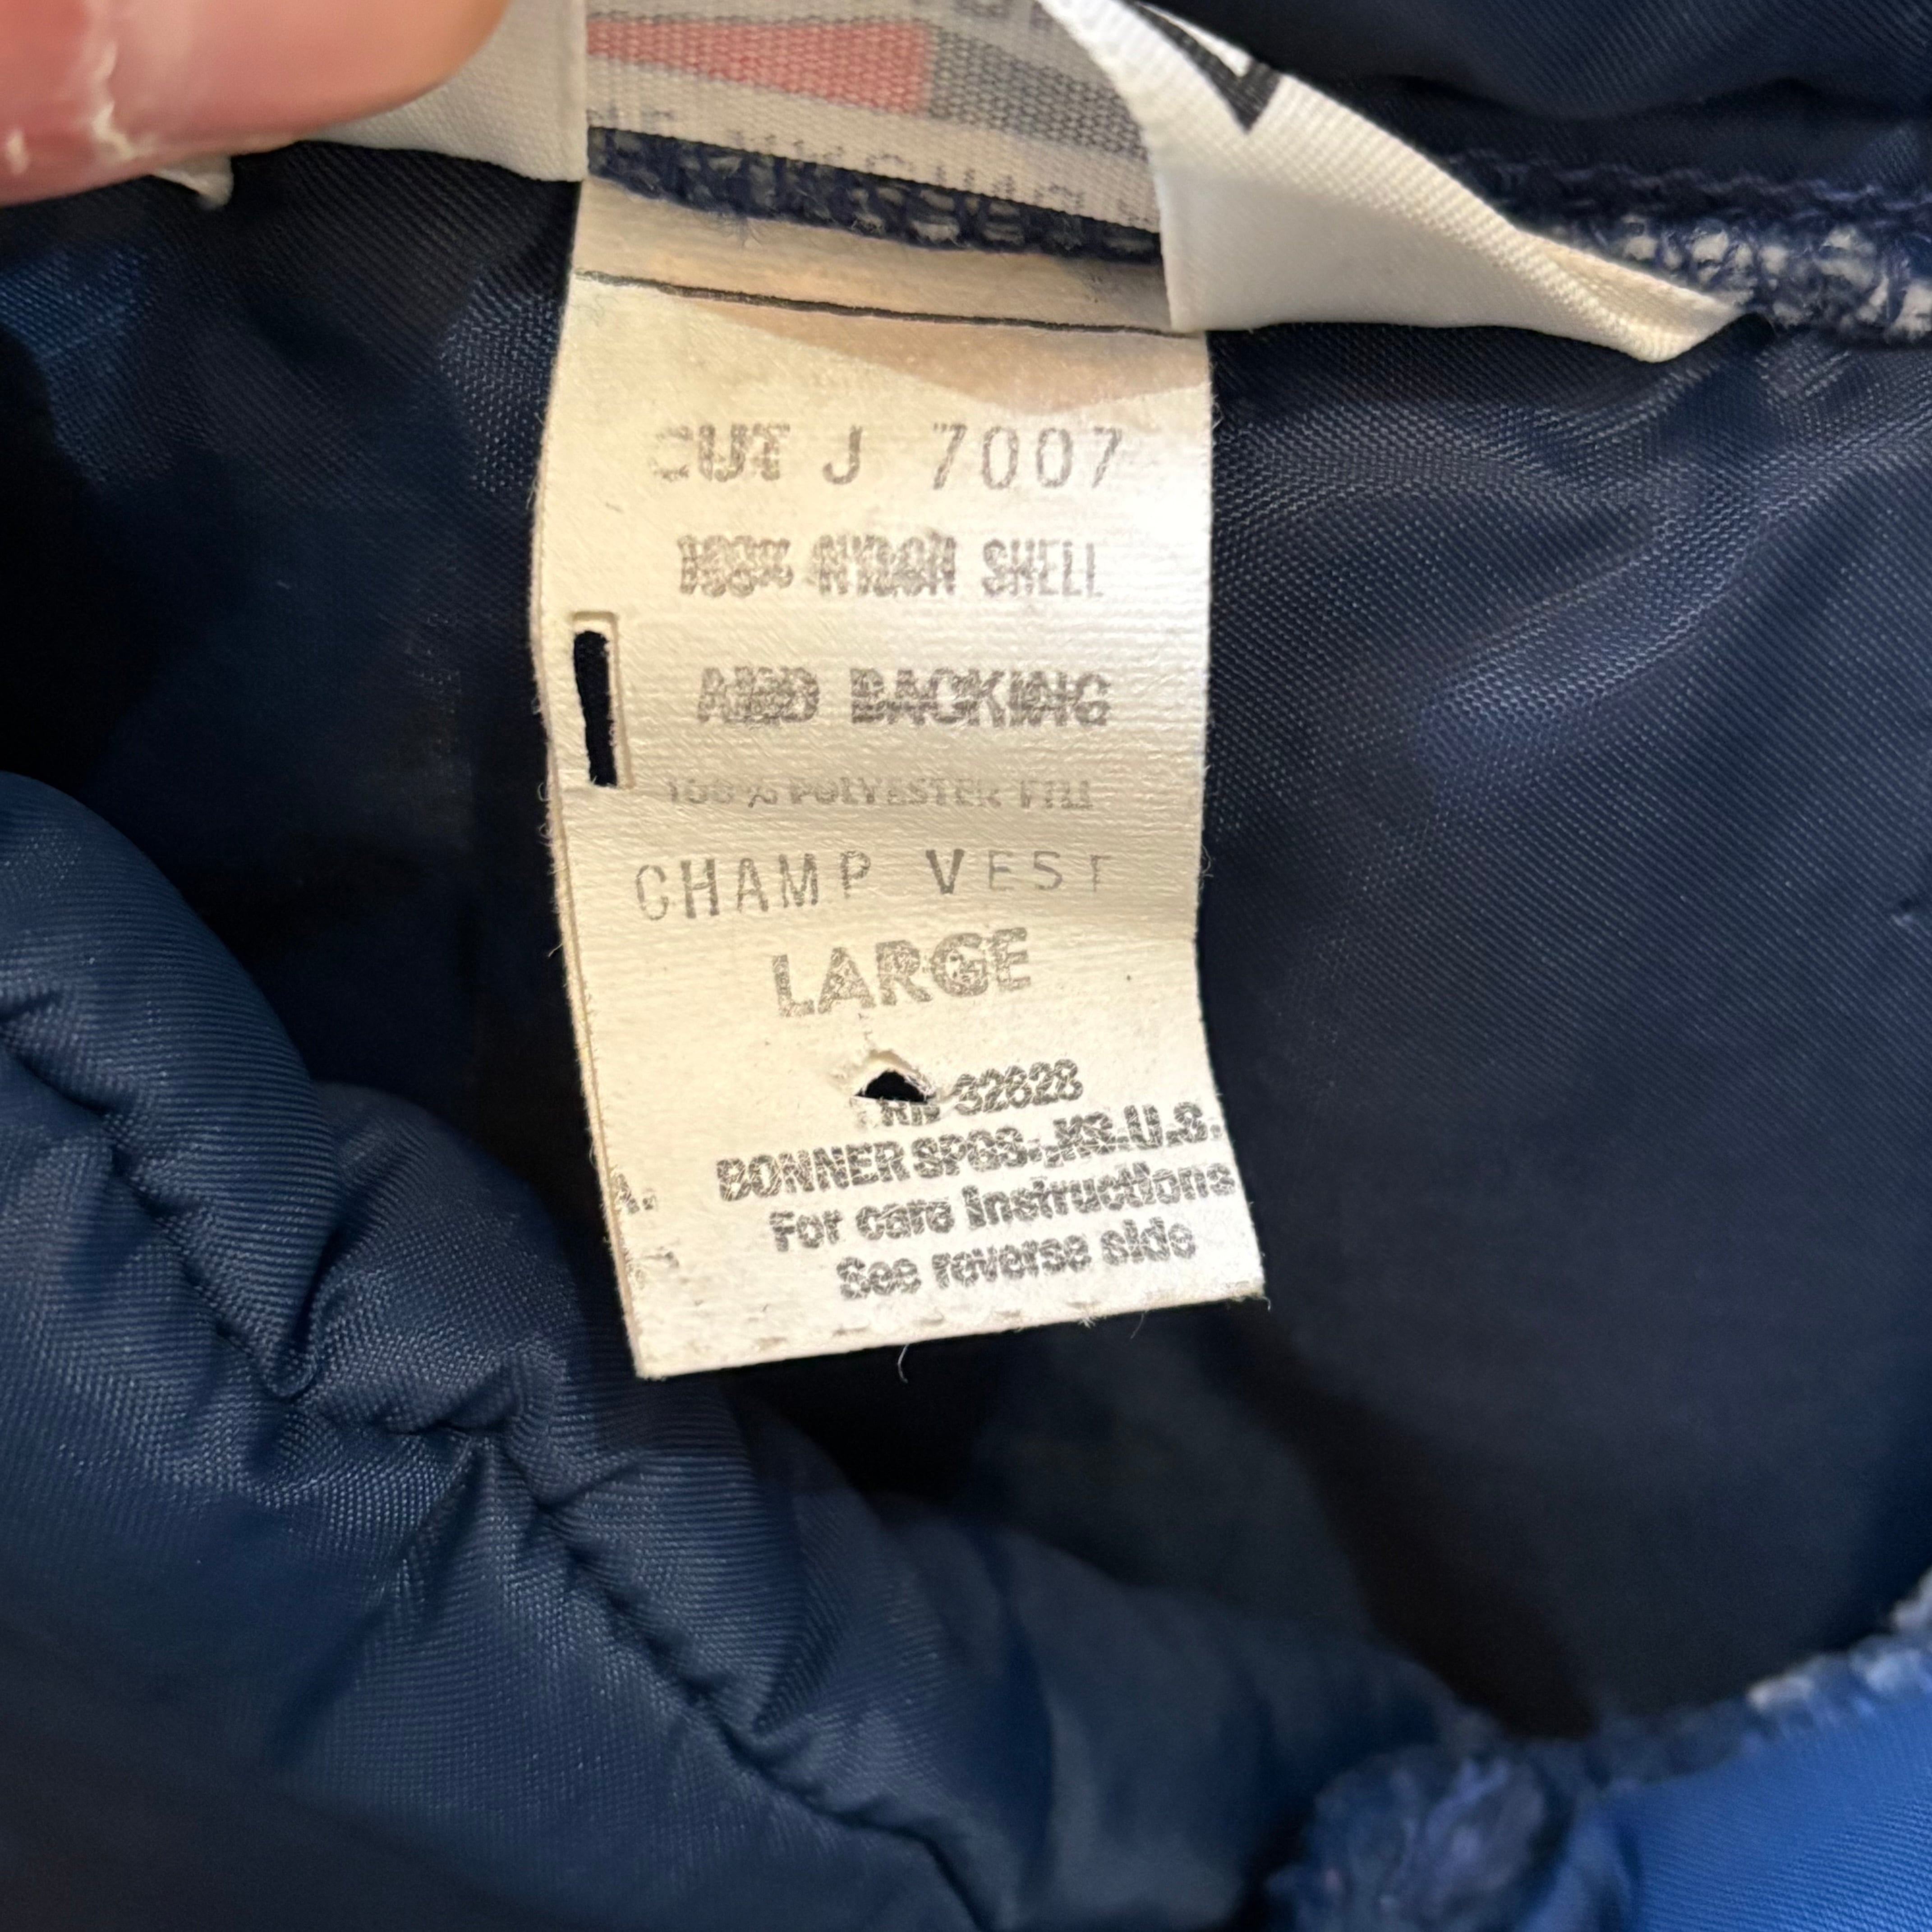 CUT J 7007
100% NYLON SHELL
AND BACKING
100% POLYESTER FILL
CHAMP VEST
LARGE
RN 32828
BONNER SPGS., KS. U.S.
A.
For care instructions
See reverse side